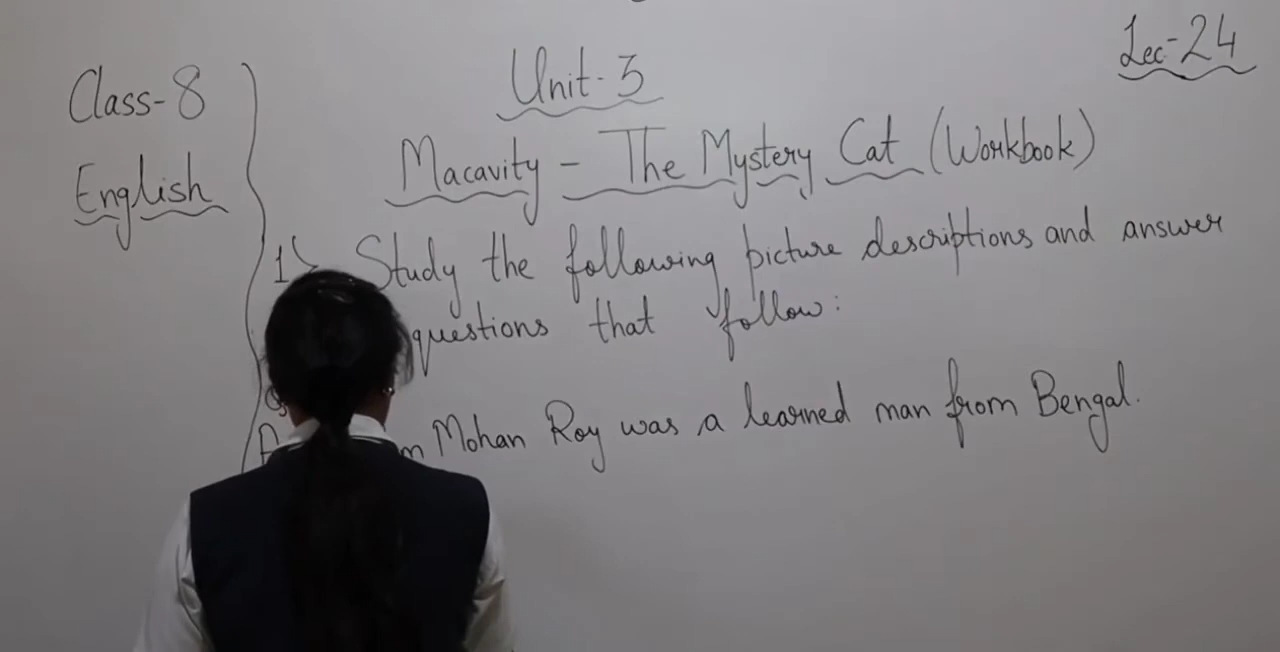 Lec-24
Class-8
English
Unit-3
Macavity - The Mystery Cat (Workbook)
1> Study the following picture descriptions and answer
questions that follow:
Mohan Roy was a learned man from Bengal.